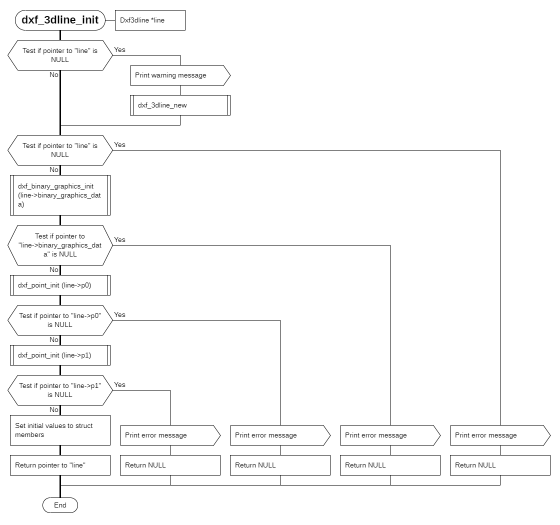 dxf_3dline_init
Dxf3dline *line
Test if pointer to "line" is
NULL
Yes
No
Print warning message
dxf_3dline_new
Test if pointer to "line" is
NULL
Yes
No
dxf_binary_graphics_init
(line->binary_graphics_dat
a)
Test if pointer to
"line->binary_graphics_dat
a" is NULL
Yes
No
dxf_point_init (line->p0)
Test if pointer to "line->p0"
is NULL
Yes
No
dxf_point_init (line->p1)
Test if pointer to "line->p1"
is NULL
Yes
No
Set initial values to struct
members
Print error message
Print error message
Print error message
Print error message
Return pointer to "line"
Return NULL
Return NULL
Return NULL
Return NULL
End